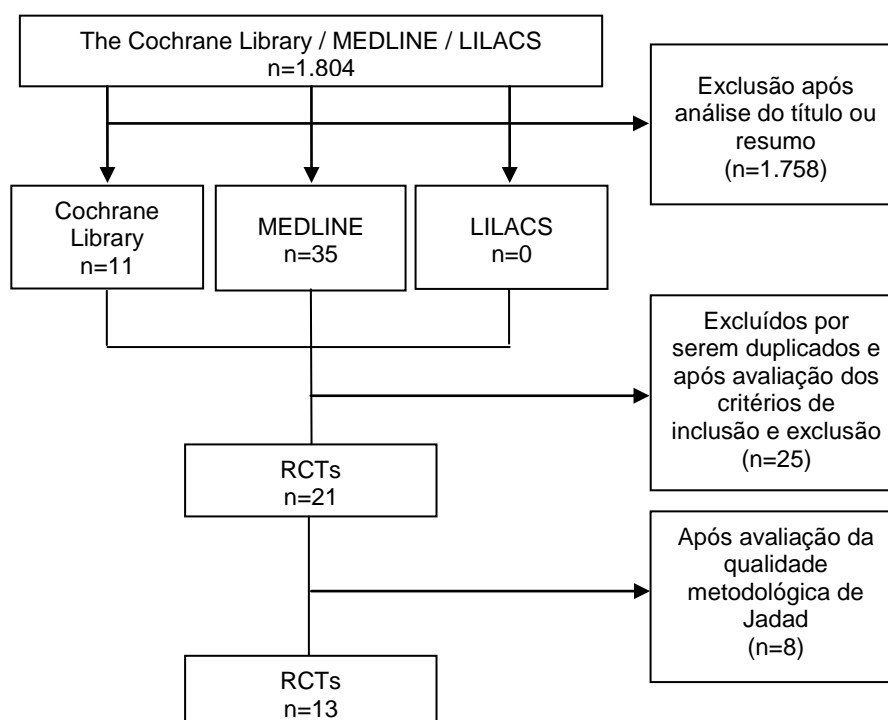 The Cochrane Library / MEDLINE / LILACS
n=1.804
Exclusão após
análise do título ou
resumo
(n=1.758)
Cochrane
Library
n=11
MEDLINE
n=35
LILACS
n=0
Excluídos por
serem duplicados e
após avaliação dos
critérios de
inclusão e exclusão
(n=25)
RCTs
n=21
Após avaliação da
qualidade
metodológica de
Jadad
(n=8)
RCTs
n=13